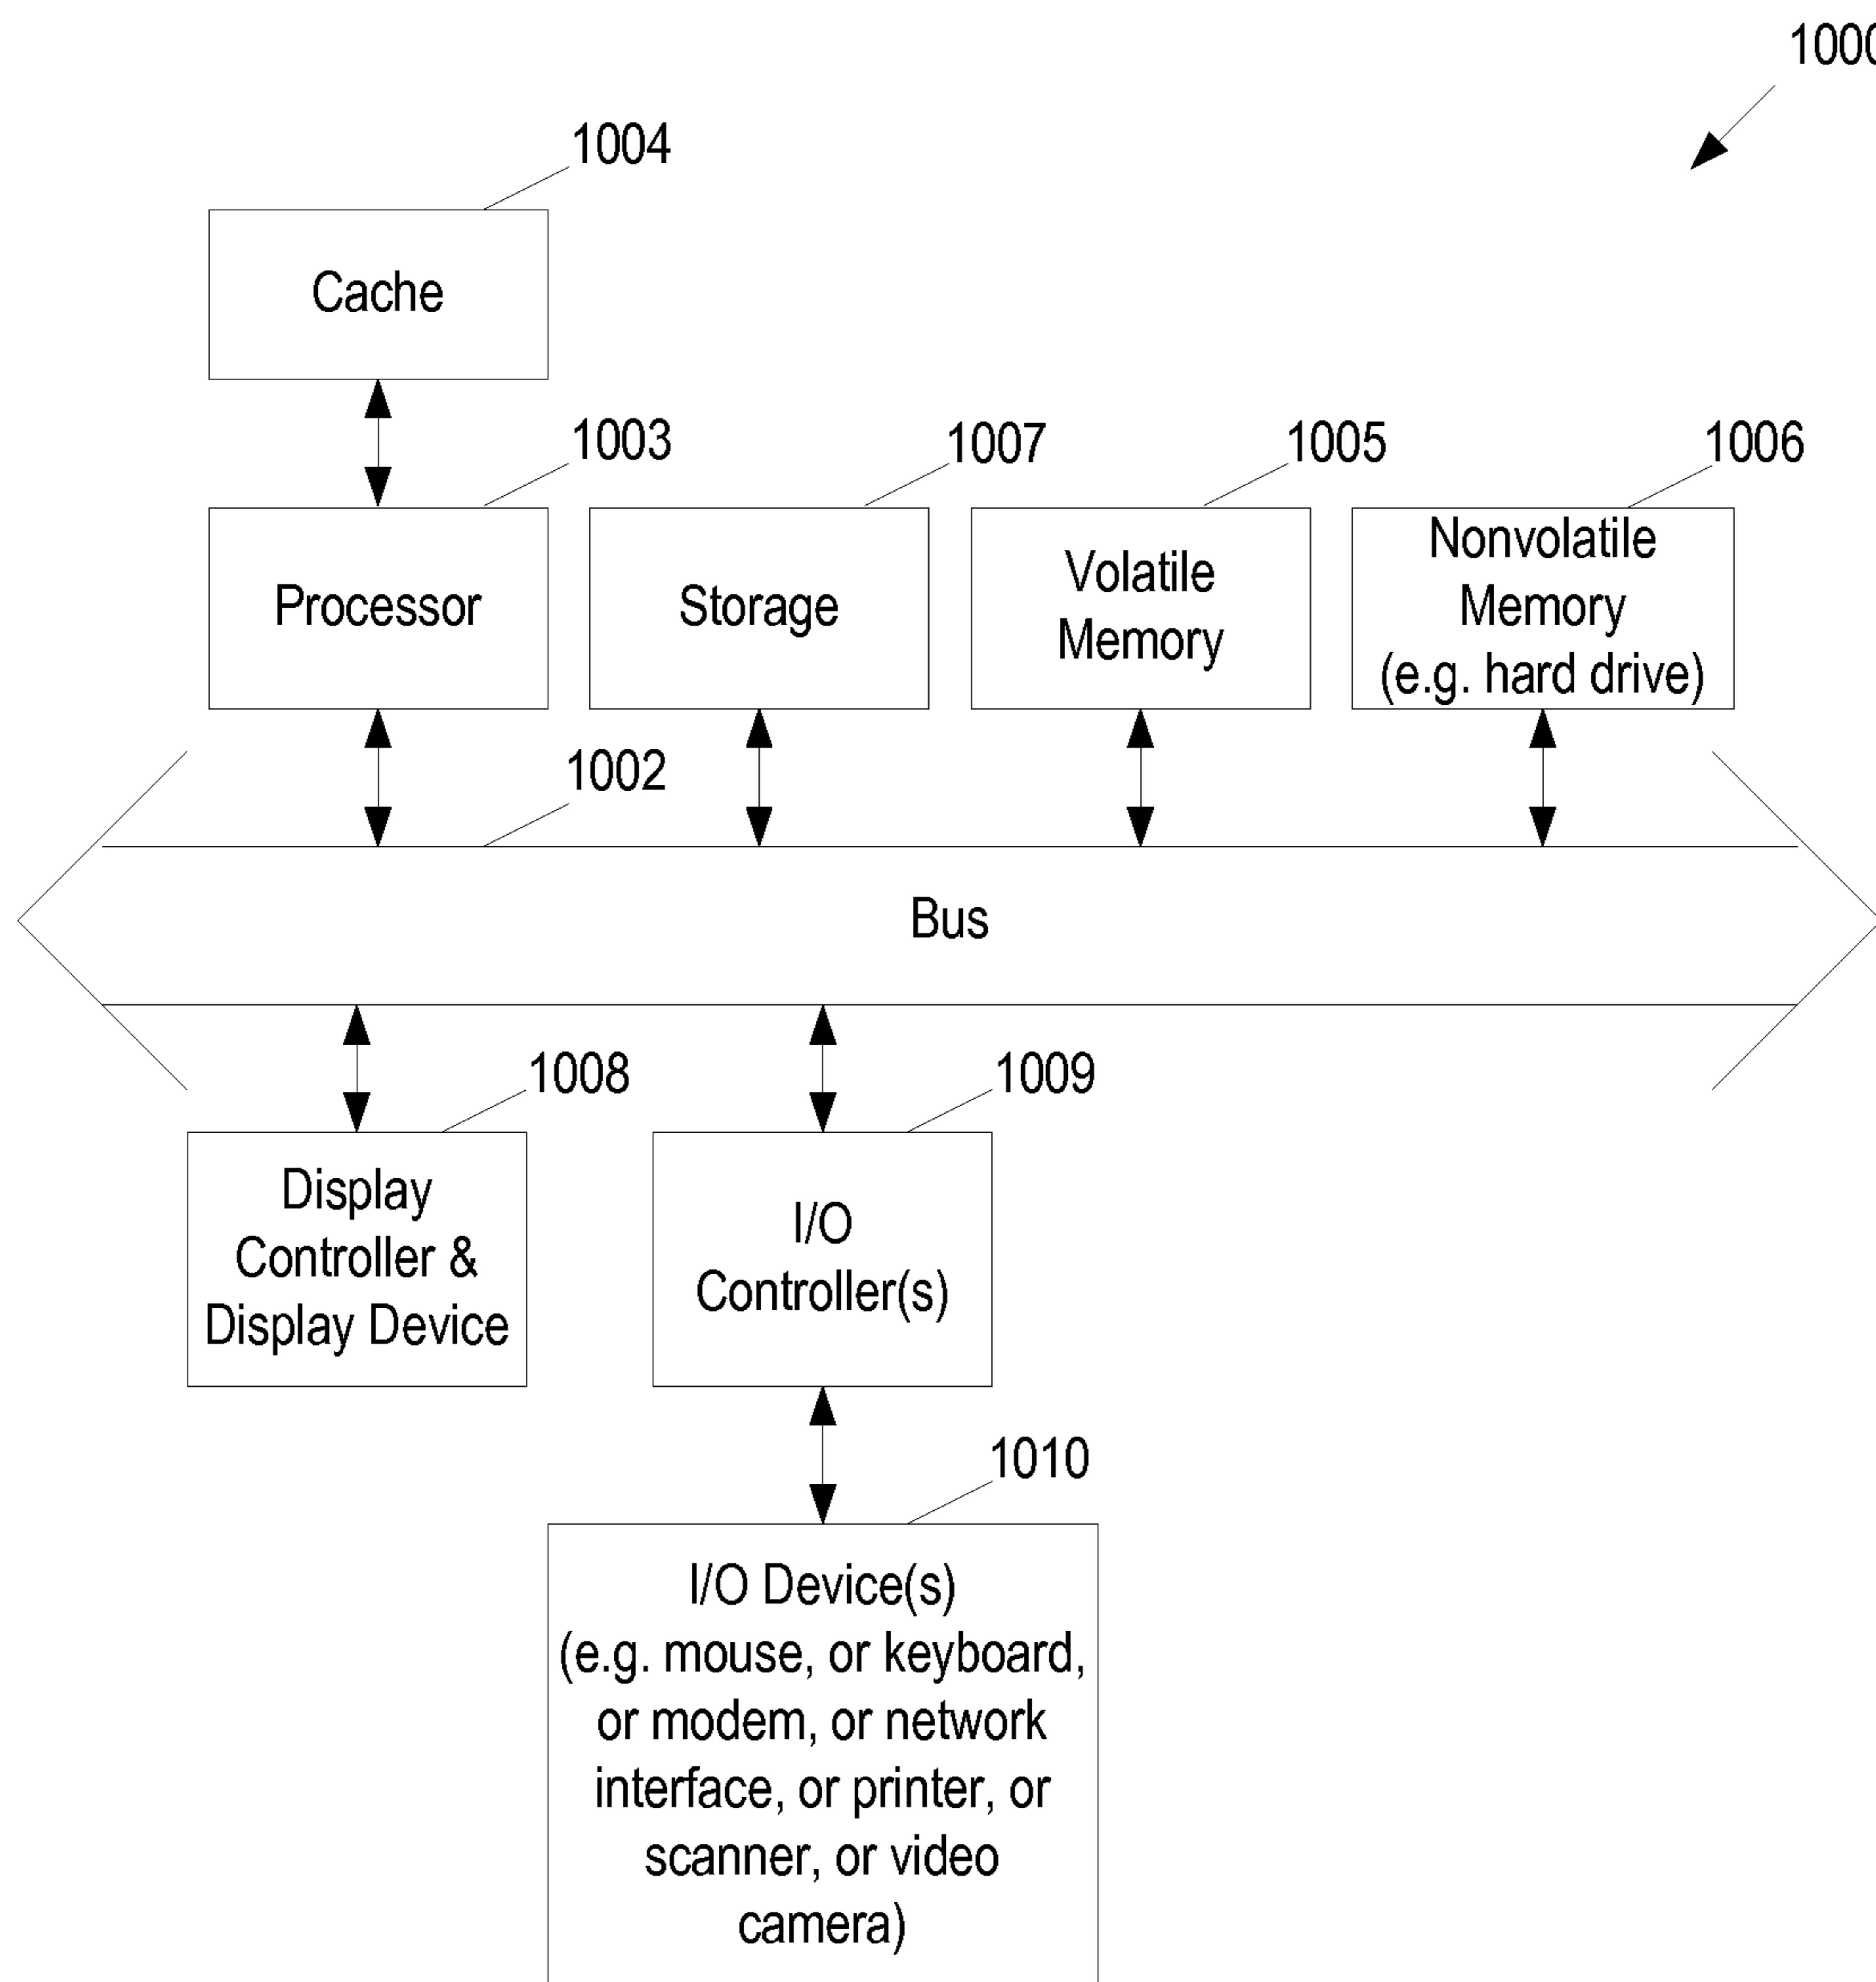 1000
1004
Cache
1003
1007
1005
1006
Processor
Storage
Volatile
Memory
Nonvolatile
Memory
(e.g. hard drive)
1002
Bus
1008
1009
Display
Controller &
Display Device
I/O
Controller(s)
1010
I/O Device(s)
(e.g. mouse, or keyboard,
or modem, or network
interface, or printer, or
scanner, or video
camera)